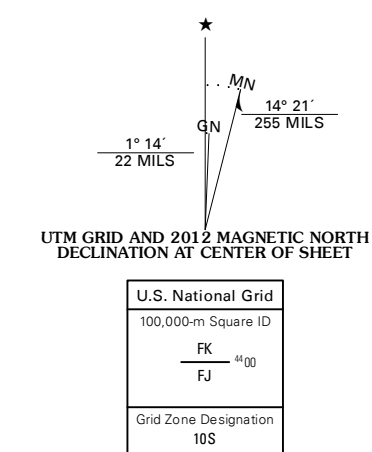 ★
MN
14° 21´
255 MILS
GN
1° 14´
22 MILS
UTM GRID AND 2012 MAGNETIC NORTH
DECLINATION AT CENTER OF SHEET
U.S. National Grid
100,000-m Square ID
FK
4400
FJ
Grid Zone Designation
10S